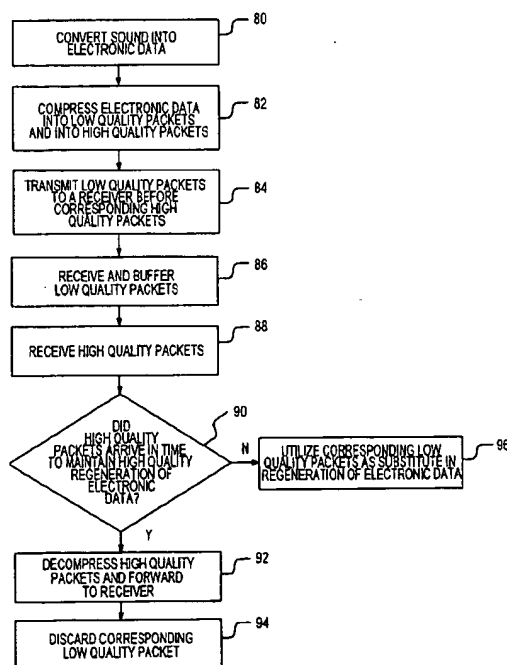 80
CONVERT SOUND INTO
ELECTRONIC DATA
82
COMPRESS ELECTRONIC DATA
INTO LOW QUALITY PACKETS
AND INTO HIGH QUALITY PACKETS
84
TRANSMIT LOW QUALITY PACKETS
TO A RECEIVER BEFORE
CORRESPONDING HIGH
QUALITY PACKETS
86
RECEIVE AND BUFFER
LOW QUALITY PACKETS
88
RECEIVE HIGH QUALITY PACKETS
90
DID
HIGH QUALITY
PACKETS ARRIVE IN TIME
TO MAINTAIN HIGH QUALITY
REGENERATION OF
ELECTRONIC
DATA?
N
96
UTILIZE CORRESPONDING LOW
QUALITY PACKETS AS SUBSTITUTE IN
REGENERATION OF ELECTRONIC DATA
Y
92
DECOMPRESS HIGH QUALITY
PACKETS AND FORWARD
TO RECEIVER
94
DISCARD CORRESPONDING
LOW QUALITY PACKET